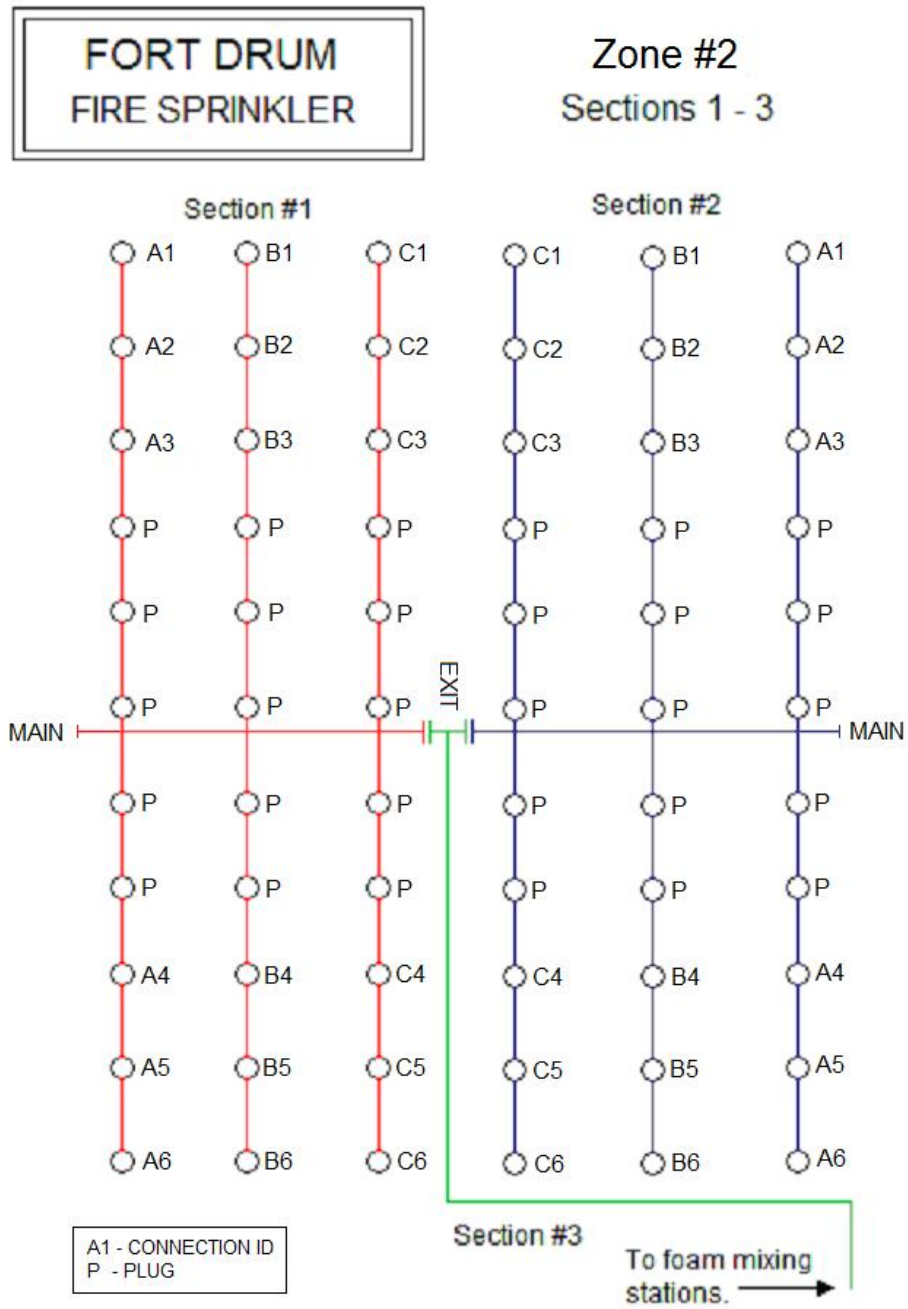 FORT DRUM
FIRE SPRINKLER
Zone #2
Sections 1 - 3
Section #1
Section #2
A1 B1 C1 C1 B1 A1
A2 B2 C2 C2 B2 A2
A3 B3 C3 C3 B3 A3
P P P P P P
P P P P P P
EXIT
P P P P P P
MAIN MAIN
P P P P P P
P P P P P P
A4 B4 C4 C4 B4 A4
A5 B5 C5 C5 B5 A5
A6 B6 C6 C6 B6 A6
A1 - CONNECTION ID
P - PLUG
Section #3
To foam mixing
stations.